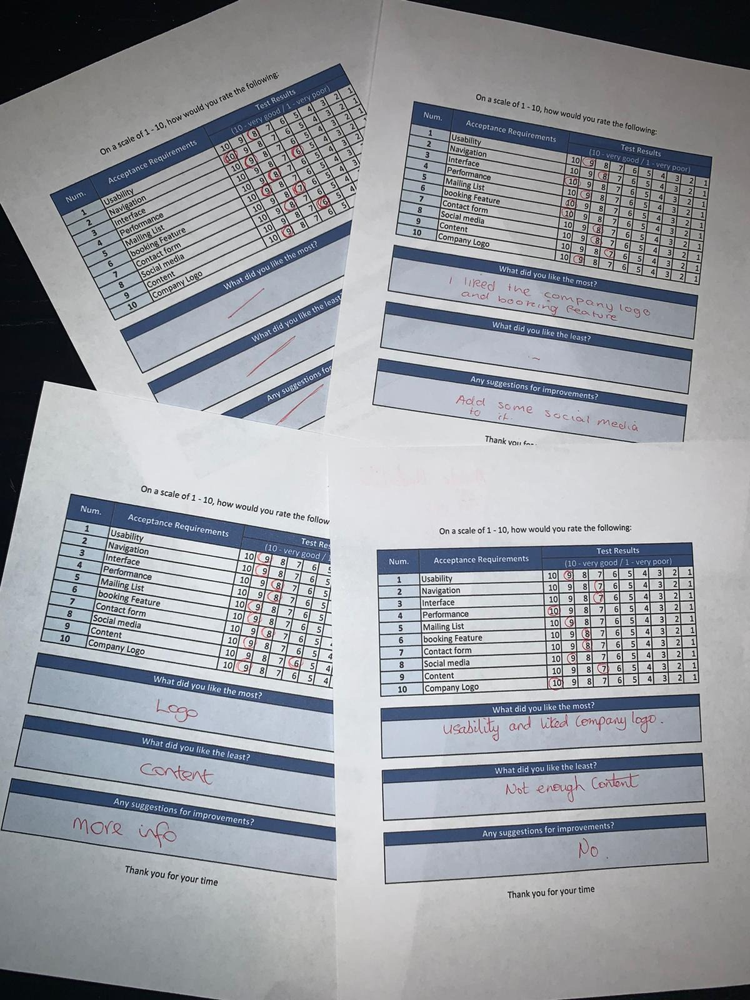 On a scale of 1 - 10, how would you rate the following:
Num. Acceptance Requirements Test Results
(10 - very good / 1 - very poor)
1 Usability 10 9 8 7 6 5 4 3 2 1
2 Navigation 10 9 8 7 6 5 4 3 2 1
3 Interface 10 9 8 7 6 5 4 3 2 1
4 Performance 10 9 8 7 6 5 4 3 2
5 Mailing List 10 9 8 7 6 5 4 3 2
6 booking Feature 10 9 8 7 6 5 4 3
7 Contact form 10 9 8 7 6 5 4 3
8 Social media 10 9 8 7 6 5 4
9 Content 10 9 8 7 6 5 4
10 Company Logo 10 9 8 7 6 5
What did you like the most?
What did you like the least?
Any suggestions for
On a scale of 1 - 10, how would you rate the following:
Num. Acceptance Requirements Test Results
(10 - very good / 1 - very poor)
1 Usability 10 9 8 7 6 5 4 3 2 1
2 Navigation 10 9 8 7 6 5 4 3 2 1
3 Interface 10 9 8 7 6 5 4 3 2 1
4 Performance 10 9 8 7 6 5 4 3 2 1
5 Mailing List 10 9 8 7 6 5 4 3 2 1
6 booking Feature 10 9 8 7 6 5 4 3 2 1
7 Contact form 10 9 8 7 6 5 4 3 2 1
8 Social media 10 9 8 7 6 5 4 3 2 1
9 Content 10 9 8 7 6 5 4 3 2 1
10 Company Logo 10 9 8 7 6 5 4 3 2 1
What did you like the most?
I liked the company logo
and booking feature
What did you like the least?
~
Any suggestions for improvements?
Add some social media
to it.
Thank you for
On a scale of 1 - 10, how would you rate the follow
Num. Acceptance Requirements Test Res
(10 - very good / 1
1 Usability 10 9 8 7 6 5
2 Navigation 10 9 8 7 6 5
3 Interface 10 9 8 7 6 5
4 Performance 10 9 8 7 6 5
5 Mailing List 10 9 8 7 6 5
6 booking Feature 10 9 8 7 6 5
7 Contact form 10 9 8 7 6 5 4
8 Social media 10 9 8 7 6 5 4
9 Content 10 9 8 7 6 5 4
10 Company Logo 10 9 8 7 6 5 4
What did you like the most?
Logo
What did you like the least?
Content
Any suggestions for improvements?
more info
Thank you for your time
On a scale of 1 - 10, how would you rate the following:
Num. Acceptance Requirements Test Results
(10 - very good / 1 - very poor)
1 Usability 10 9 8 7 6 5 4 3 2 1
2 Navigation 10 9 8 7 6 5 4 3 2 1
3 Interface 10 9 8 7 6 5 4 3 2 1
4 Performance 10 9 8 7 6 5 4 3 2 1
5 Mailing List 10 9 8 7 6 5 4 3 2 1
6 booking Feature 10 9 8 7 6 5 4 3 2 1
7 Contact form 10 9 8 7 6 5 4 3 2 1
8 Social media 10 9 8 7 6 5 4 3 2 1
9 Content 10 9 8 7 6 5 4 3 2 1
10 Company Logo 10 9 8 7 6 5 4 3 2 1
What did you like the most?
usability and liked company logo.
What did you like the least?
Not enough Content
Any suggestions for improvements?
No.
Thank you for your time